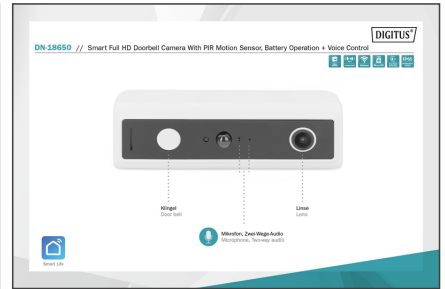 DIGITUS®
DN-18650 // Smart Full HD Doorbell Camera With PIR Motion Sensor, Battery Operation + Voice Control
IP65
Klingel
Door bell
Linse
Lens
Mikrofon, Zwei-Wege-Audio
Microphone, Two-way audio
Smart Life